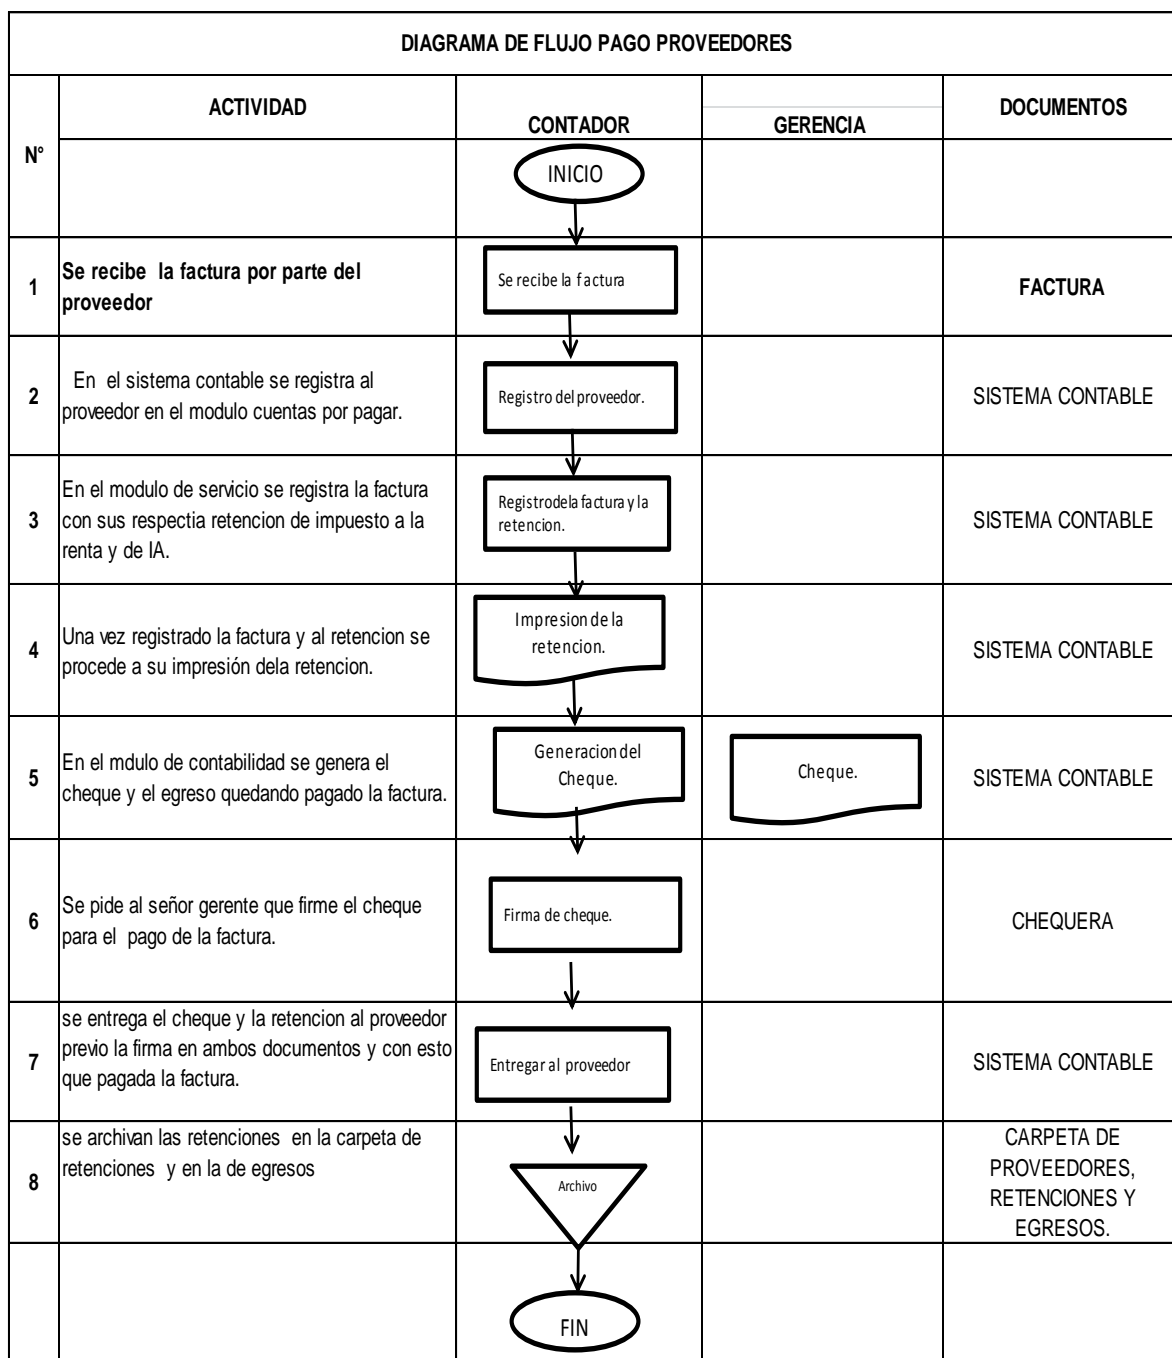 DIAGRAMA DE FLUJO PAGO PROVEEDORES
N°
ACTIVIDAD
CONTADOR
GERENCIA
DOCUMENTOS
INICIO
1
Se recibe la factura por parte del
proveedor
Se recibe la factura
FACTURA
2
En el sistema contable se registra al
proveedor en el modulo cuentas por pagar.
Registro del proveedor.
SISTEMA CONTABLE
3
En el modulo de servicio se registra la factura
con sus respectia retencion de impuesto a la
renta y de IA.
Registrodela factura y la
retencion.
SISTEMA CONTABLE
4
Una vez registrado la factura y al retencion se
procede a su impresión dela retencion.
Impresion de la
retencion.
SISTEMA CONTABLE
5
En el mdulo de contabilidad se genera el
cheque y el egreso quedando pagado la factura.
Generacion del
Cheque.
Cheque.
SISTEMA CONTABLE
6
Se pide al señor gerente que firme el cheque
para el pago de la factura.
Firma de cheque.
CHEQUERA
7
se entrega el cheque y la retencion al proveedor
previo la firma en ambos documentos y con esto
que pagada la factura.
Entregar al proveedor
SISTEMA CONTABLE
8
se archivan las retenciones en la carpeta de
retenciones y en la de egresos
Archivo
CARPETA DE
PROVEEDORES,
RETENCIONES Y
EGRESOS.
FIN